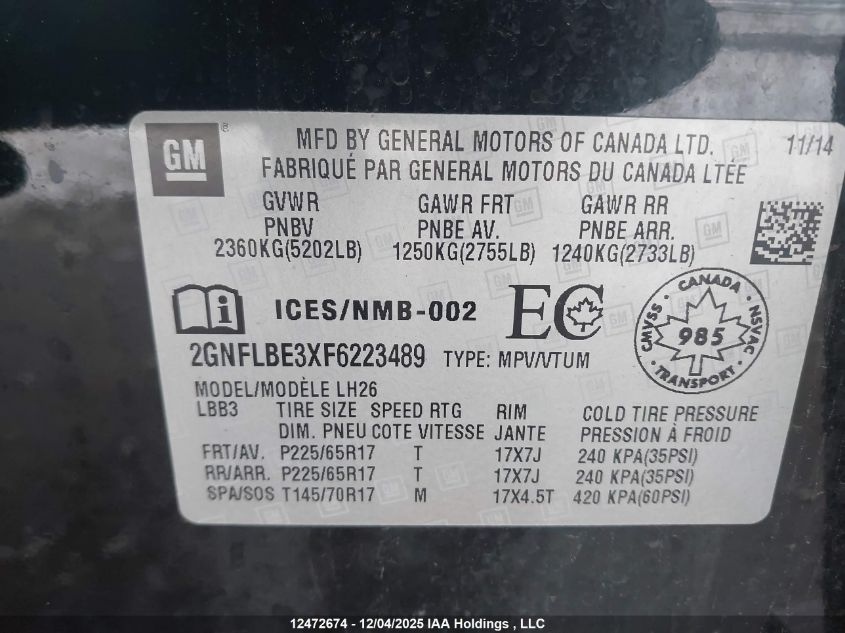 GM
MFD BY GENERAL MOTORS OF CANADA LTD. 11/14
FABRIQUÉ PAR GENERAL MOTORS DU CANADA LTÉE
GVWR GAWR FRT GAWR RR
PNBV PNBE AV. PNBE ARR.
2360KG(5202LB) 1250KG(2755LB) 1240KG(2733LB)
ICES/NMB-002
EC
CANADA
CMVSS 985 NSVAC
TRANSPORT
2GNFLBE3XF6223489 TYPE: MPV/VTUM
MODEL/MODÈLE LH26
LBB3 TIRE SIZE SPEED RTG RIM COLD TIRE PRESSURE
DIM. PNEU COTE VITESSE JANTE PRESSION À FROID
FRT/AV. P225/65R17 T 17X7J 240 KPA(35PSI)
RR/ARR. P225/65R17 T 17X7J 240 KPA(35PSI)
SPA/SOS T145/70R17 M 17X4.5T 420 KPA(60PSI)
12472674 - 12/04/2025 IAA Holdings , LLC